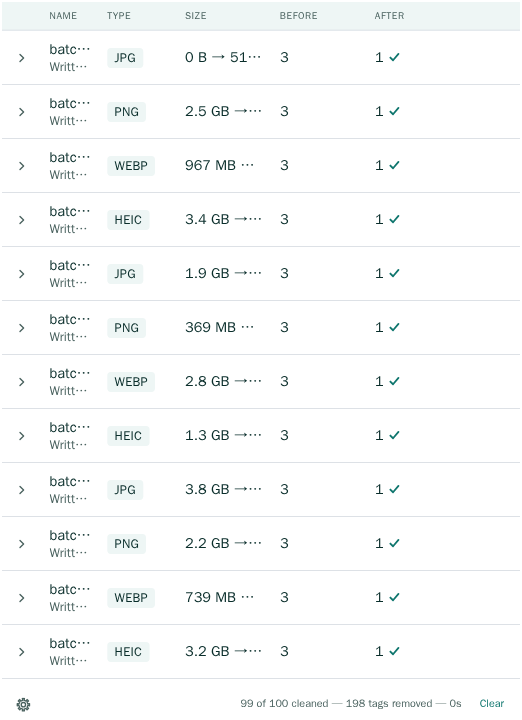 NAME TYPE SIZE BEFORE AFTER
batc··· JPG 0 B → 51··· 3 1
Writt···
batc··· PNG 2.5 GB →··· 3 1
Writt···
batc··· WEBP 967 MB ··· 3 1
Writt···
batc··· HEIC 3.4 GB →··· 3 1
Writt···
batc··· JPG 1.9 GB →··· 3 1
Writt···
batc··· PNG 369 MB ··· 3 1
Writt···
batc··· WEBP 2.8 GB →··· 3 1
Writt···
batc··· HEIC 1.3 GB →··· 3 1
Writt···
batc··· JPG 3.8 GB →··· 3 1
Writt···
batc··· PNG 2.2 GB →··· 3 1
Writt···
batc··· WEBP 739 MB ··· 3 1
Writt···
batc··· HEIC 3.2 GB →··· 3 1
Writt···
99 of 100 cleaned — 198 tags removed — 0s Clear